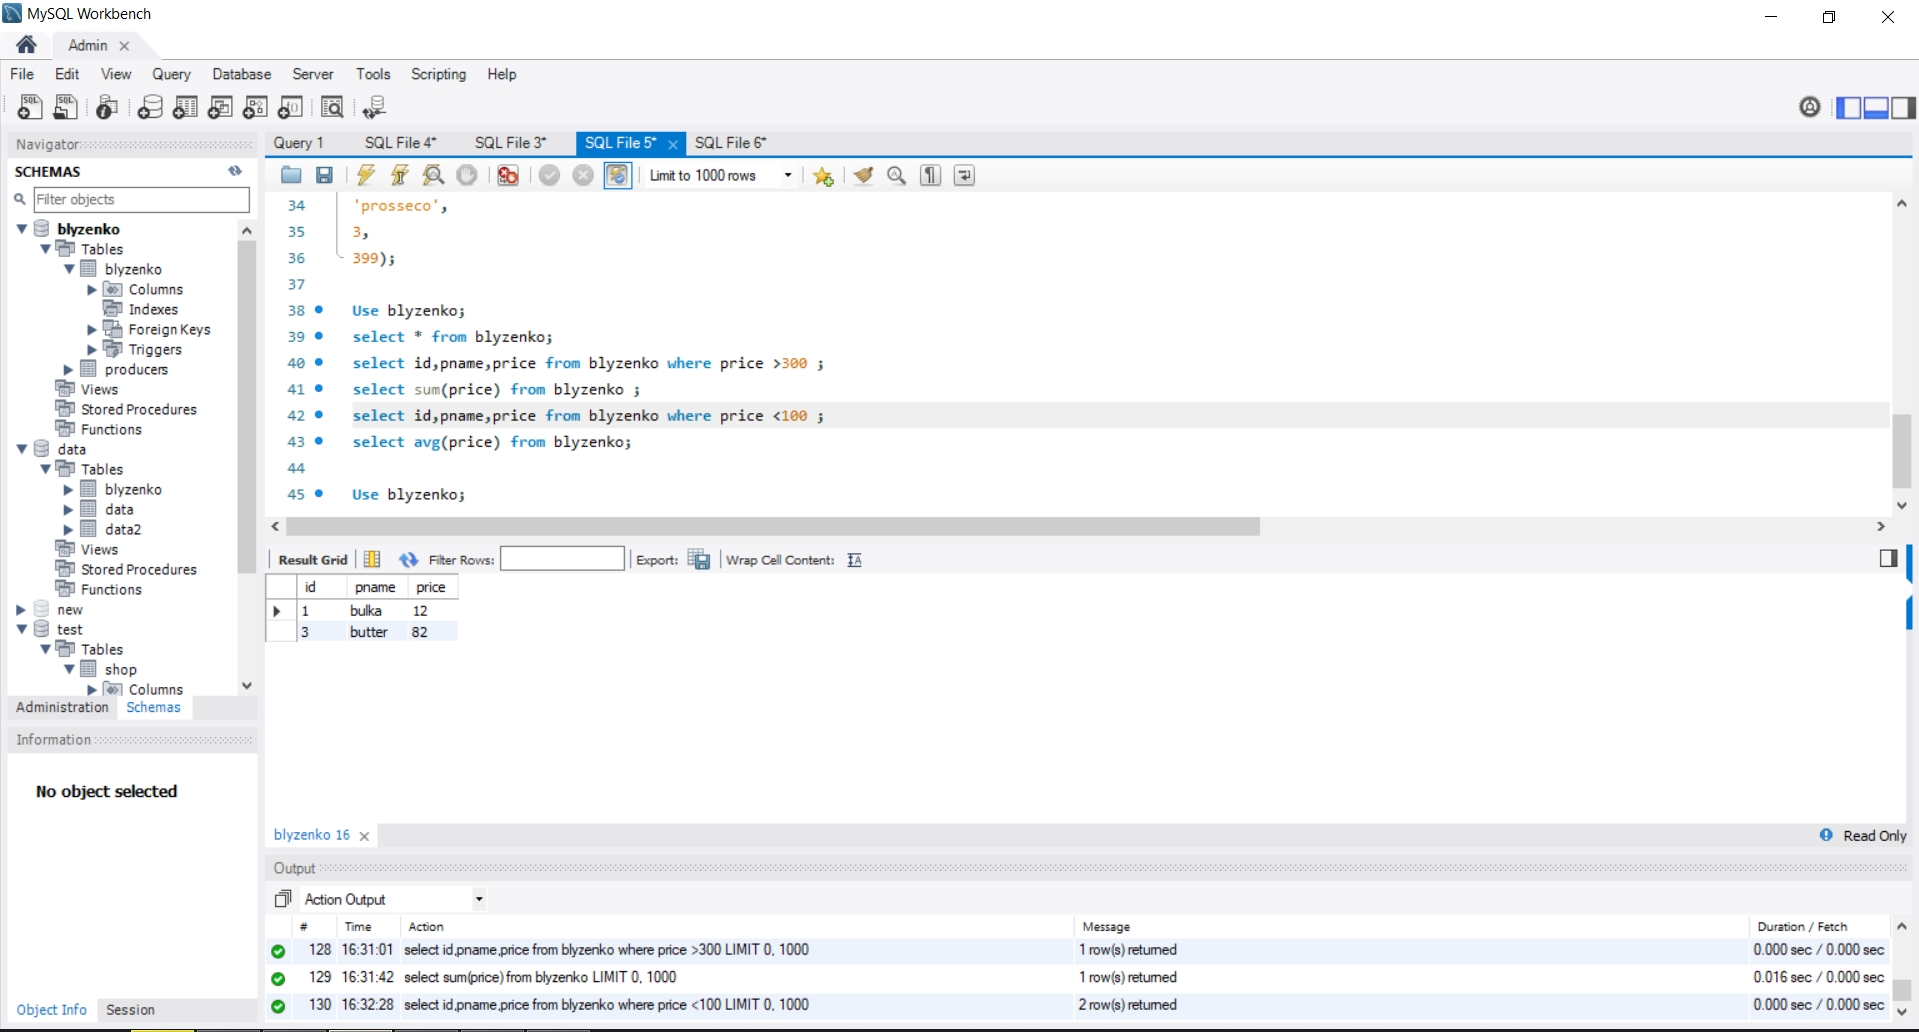 MySQL Workbench
Admin
File Edit View Query Database Server Tools Scripting Help
Navigator
SCHEMAS
Filter objects
blyzenko
Tables
blyzenko
Columns
Indexes
Foreign Keys
Triggers
producers
Views
Stored Procedures
Functions
data
Tables
blyzenko
data
data2
Views
Stored Procedures
Functions
new
test
Tables
shop
Columns
Administration Schemas
Information
No object selected
Object Info Session
Query 1 SQL File 4* SQL File 3* SQL File 5* SQL File 6*
Limit to 1000 rows
34 'prosseco',
35 3,
36 399);
37
38 Use blyzenko;
39 select * from blyzenko;
40 select id,pname,price from blyzenko where price >300 ;
41 select sum(price) from blyzenko ;
42 select id,pname,price from blyzenko where price <100 ;
43 select avg(price) from blyzenko;
44
45 Use blyzenko;
Result Grid Filter Rows: Export: Wrap Cell Content:
id pname price
1 bulka 12
3 butter 82
blyzenko 16 Read Only
Output
Action Output
# Time Action Message Duration / Fetch
128 16:31:01 select id,pname,price from blyzenko where price >300 LIMIT 0, 1000 1 row(s) returned 0.000 sec / 0.000 sec
129 16:31:42 select sum(price) from blyzenko LIMIT 0, 1000 1 row(s) returned 0.016 sec / 0.000 sec
130 16:32:28 select id,pname,price from blyzenko where price <100 LIMIT 0, 1000 2 row(s) returned 0.000 sec / 0.000 sec